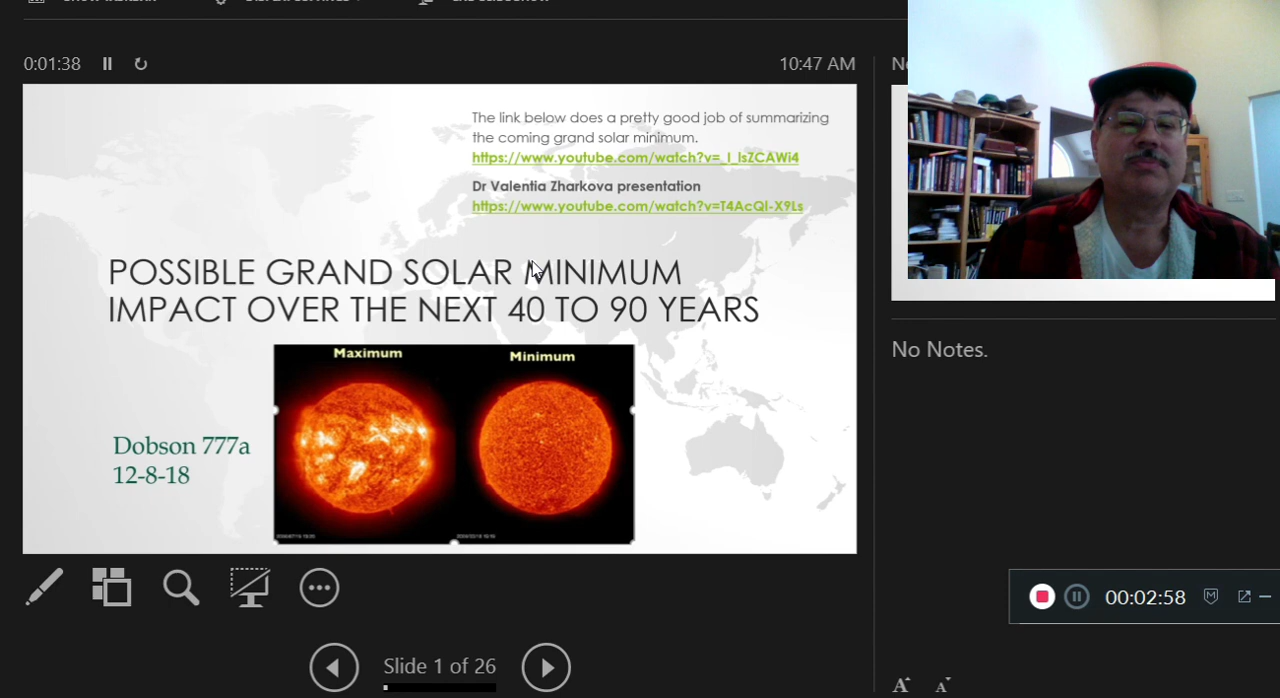 0:01:38
10:47 AM
The link below does a pretty good job of summarizing
the coming grand solar minimum.
https://www.youtube.com/watch?v=_I_lsZCAWi4
Dr Valentia Zharkova presentation
https://www.youtube.com/watch?v=T4AcQI-X9Ls
POSSIBLE GRAND SOLAR MINIMUM
IMPACT OVER THE NEXT 40 TO 90 YEARS
Maximum
Minimum
Dobson 777a
12-8-18
No Notes.
00:02:58
Slide 1 of 26
A
A